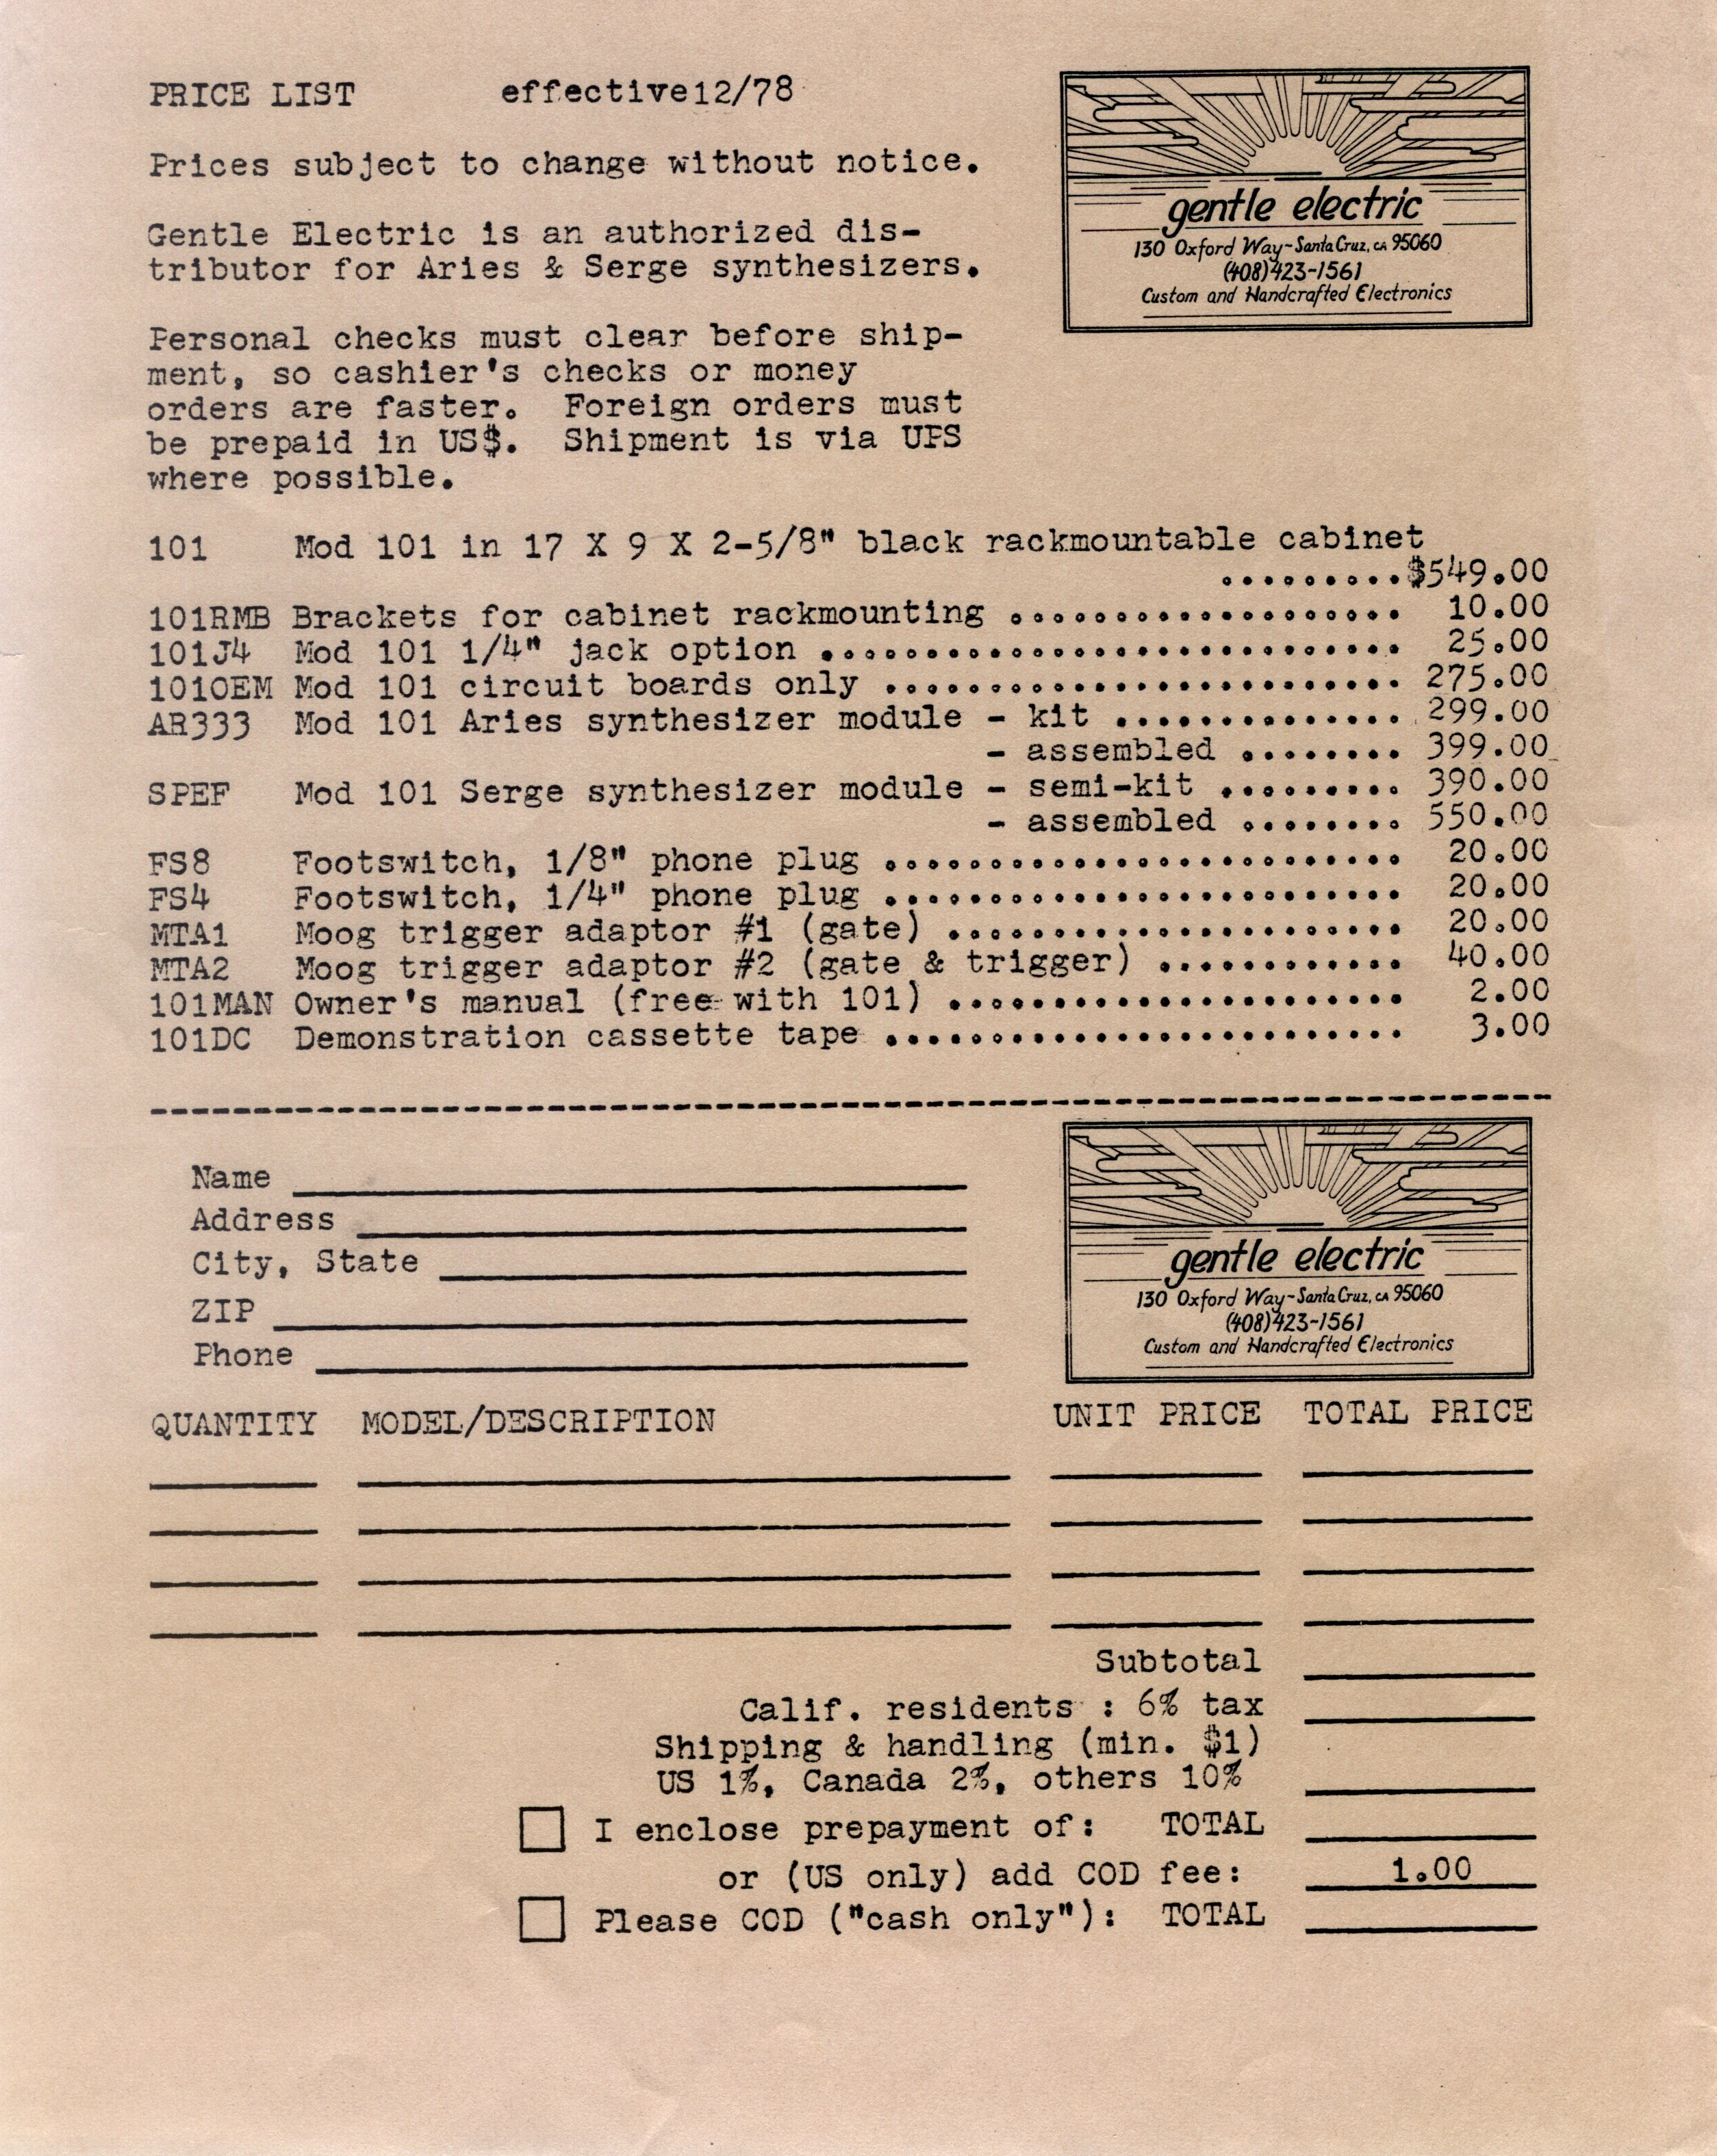 PRICE LIST effective12/78
Prices subject to change without notice.
Gentle Electric is an authorized dis-
tributor for Aries & Serge synthesizers.
Personal checks must clear before ship-
ment, so cashier's checks or money
orders are faster. Foreign orders must
be prepaid in US$. Shipment is via UPS
where possible.
gentle electric
130 Oxford Way~Santa Cruz, CA 95060
(408)423-1561
Custom and Handcrafted Electronics
101 Mod 101 in 17 X 9 X 2-5/8" black rackmountable cabinet
.........$549.00
101RMB Brackets for cabinet rackmounting ................... 10.00
101J4 Mod 101 1/4" jack option ............................ 25.00
101OEM Mod 101 circuit boards only ......................... 275.00
AR333 Mod 101 Aries synthesizer module - kit .............. 299.00
- assembled ........ 399.00
SPEF Mod 101 Serge synthesizer module - semi-kit ......... 390.00
- assembled ........ 550.00
FS8 Footswitch, 1/8" phone plug ......................... 20.00
FS4 Footswitch, 1/4" phone plug ......................... 20.00
MTA1 Moog trigger adaptor #1 (gate) ...................... 20.00
MTA2 Moog trigger adaptor #2 (gate & trigger) ............ 40.00
101MAN Owner's manual (free with 101) ...................... 2.00
101DC Demonstration cassette tape ......................... 3.00
Name
Address
City, State
ZIP
Phone
gentle electric
130 Oxford Way~Santa Cruz, CA 95060
(408)423-1561
Custom and Handcrafted Electronics
QUANTITY MODEL/DESCRIPTION UNIT PRICE TOTAL PRICE
Subtotal
Calif. residents : 6% tax
Shipping & handling (min. $1)
US 1%, Canada 2%, others 10%
I enclose prepayment of: TOTAL
or (US only) add COD fee: 1.00
Please COD ("cash only"): TOTAL